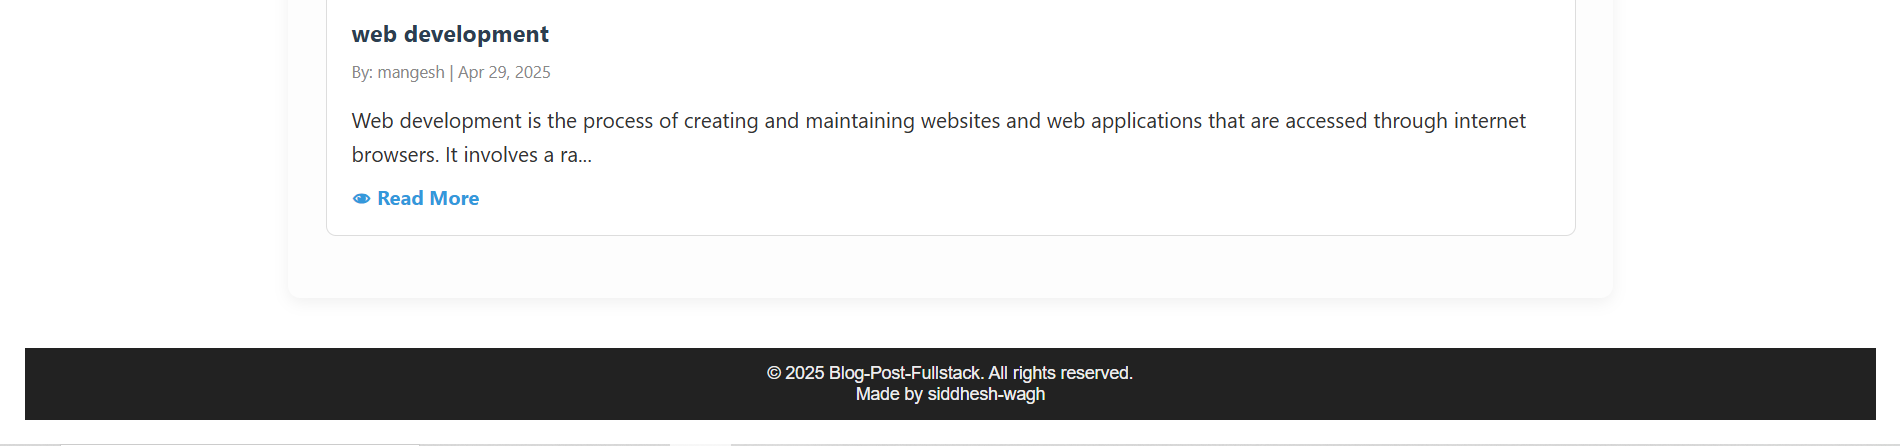 web development
By: mangesh | Apr 29, 2025
Web development is the process of creating and maintaining websites and web applications that are accessed through internet
browsers. It involves a ra...
Read More
© 2025 Blog-Post-Fullstack. All rights reserved.
Made by siddhesh-wagh